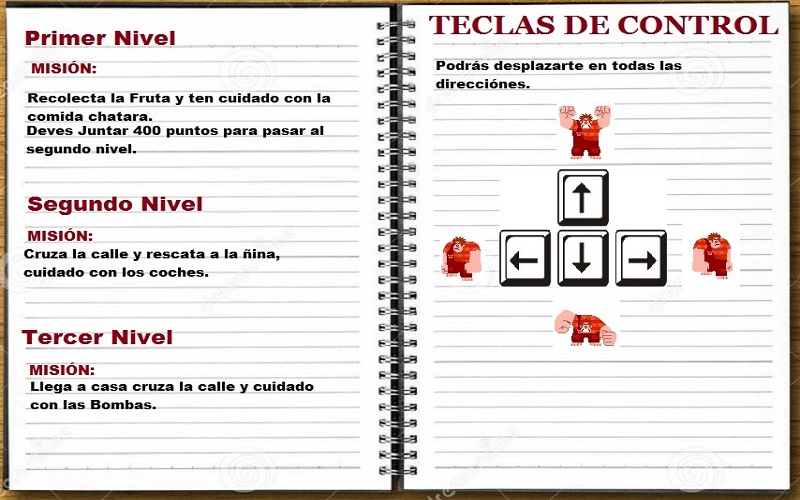 Primer Nivel
MISIÓN:
Recolecta la Fruta y ten cuidado con la
comida chatara.
Deves Juntar 400 puntos para pasar al
segundo nivel.
Segundo Nivel
MISIÓN:
Cruza la calle y rescata a la ñina,
cuidado con los coches.
Tercer Nivel
MISIÓN:
Llega a casa cruza la calle y cuidado
con las Bombas.
TECLAS DE CONTROL
Podrás desplazarte en todas las
direcciónes.